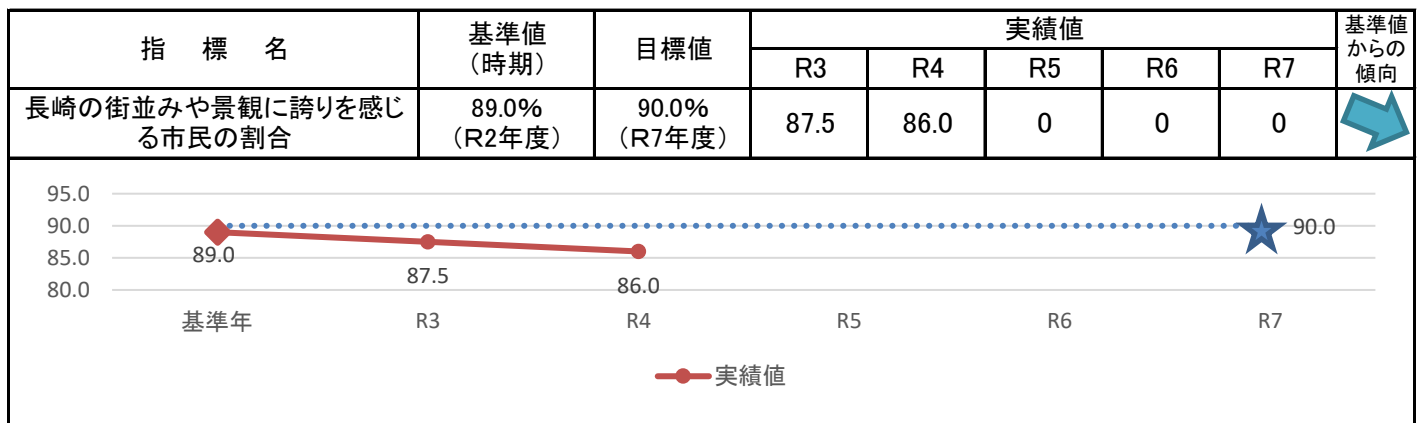 指　標　名
基準値
（時期）
目標値
実績値
基準値
からの
傾向
R3 R4 R5 R6 R7
長崎の街並みや景観に誇りを感じ
る市民の割合
89.0%
（R2年度）
90.0%
（R7年度）
87.5 86.0 0 0 0
95.0
90.0
85.0
80.0
89.0
87.5
86.0
90.0
基準年 R3 R4 R5 R6 R7
実績値